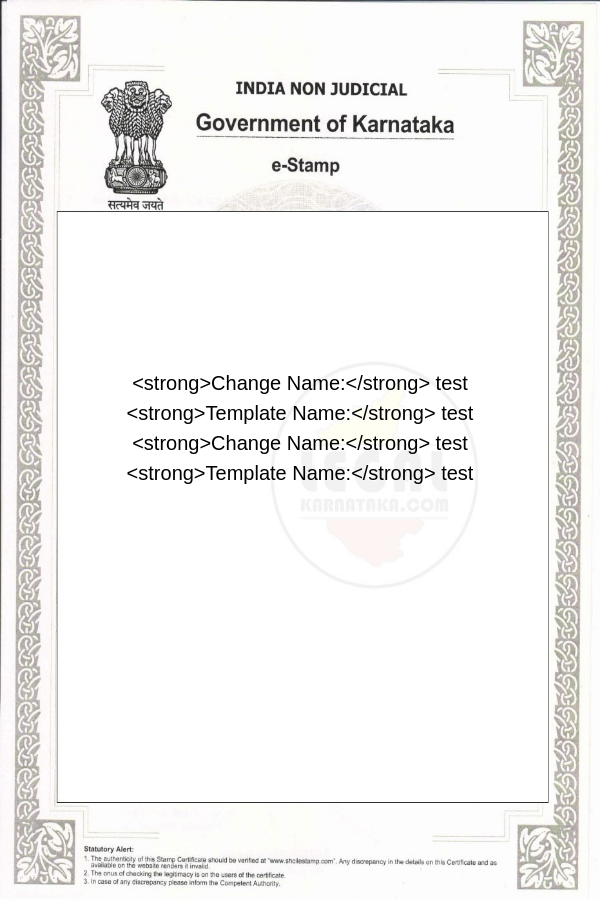 INDIA NON JUDICIAL
Government of Karnataka
e-Stamp
सत्यमेव जयते
<strong>Change Name:</strong> test
<strong>Template Name:</strong> test
<strong>Change Name:</strong> test
<strong>Template Name:</strong> test
LEGAL
KARNATAKA.COM
Statutory Alert:
1. The authenticity of this Stamp Certificate should be verified at "www.shcilestamp.com". Any discrepancy in the details on this Certificate and as
available on the website renders it invalid.
2. The onus of checking the legitimacy is on the users of the certificate.
3. In case of any discrepancy please inform the Competent Authority.